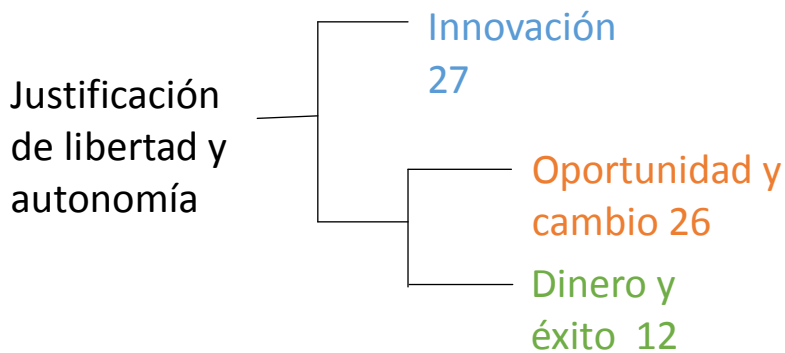 Justificación
de libertad y
autonomía
Innovación
27
Oportunidad y
cambio 26
Dinero y
éxito 12